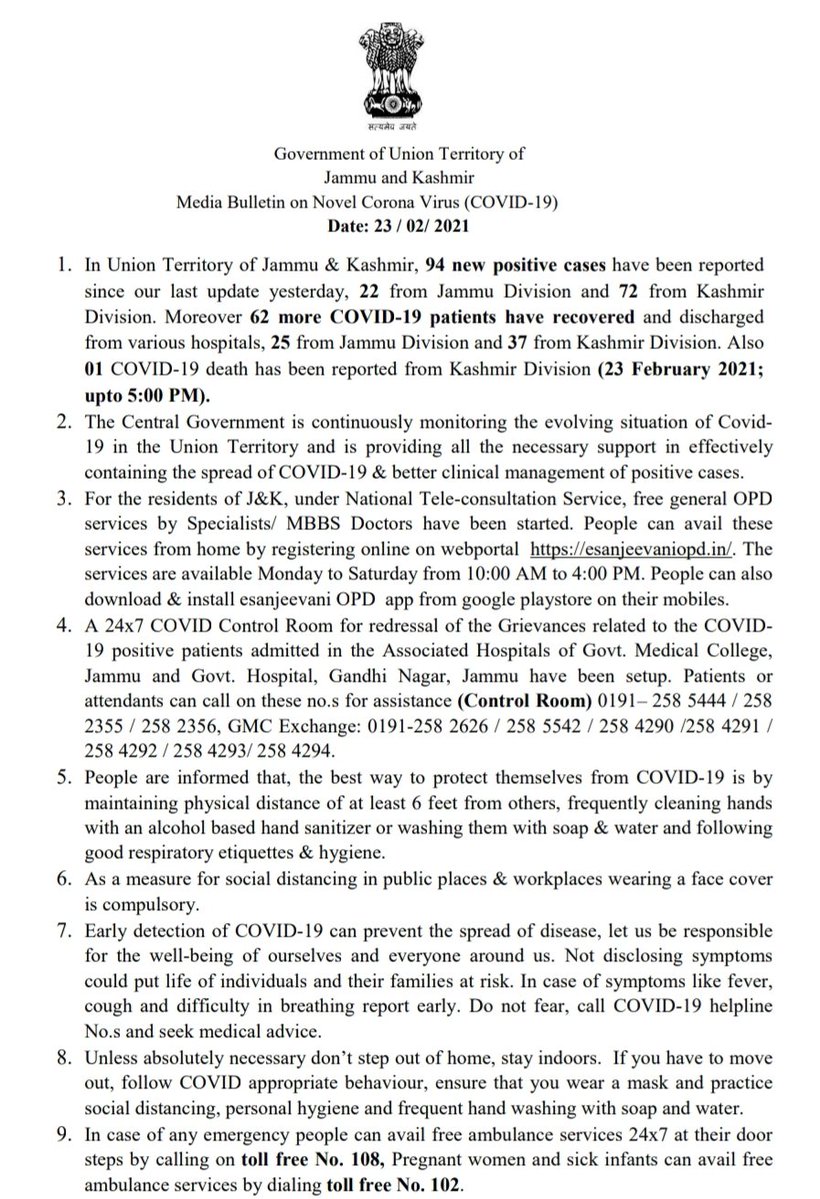 सत्यमेव जयते
Government of Union Territory of
Jammu and Kashmir
Media Bulletin on Novel Corona Virus (COVID-19)
Date: 23 / 02/ 2021
1. In Union Territory of Jammu & Kashmir, 94 new positive cases have been reported
since our last update yesterday, 22 from Jammu Division and 72 from Kashmir
Division. Moreover 62 more COVID-19 patients have recovered and discharged
from various hospitals, 25 from Jammu Division and 37 from Kashmir Division. Also
01 COVID-19 death has been reported from Kashmir Division (23 February 2021;
upto 5:00 PM).
2. The Central Government is continuously monitoring the evolving situation of Covid-
19 in the Union Territory and is providing all the necessary support in effectively
containing the spread of COVID-19 & better clinical management of positive cases.
3. For the residents of J&K, under National Tele-consultation Service, free general OPD
services by Specialists/ MBBS Doctors have been started. People can avail these
services from home by registering online on webportal https://esanjeevaniopd.in/. The
services are available Monday to Saturday from 10:00 AM to 4:00 PM. People can also
download & install esanjeevani OPD app from google playstore on their mobiles.
4. A 24x7 COVID Control Room for redressal of the Grievances related to the COVID-
19 positive patients admitted in the Associated Hospitals of Govt. Medical College,
Jammu and Govt. Hospital, Gandhi Nagar, Jammu have been setup. Patients or
attendants can call on these no.s for assistance (Control Room) 0191– 258 5444 / 258
2355 / 258 2356, GMC Exchange: 0191-258 2626 / 258 5542 / 258 4290 /258 4291 /
258 4292 / 258 4293/ 258 4294.
5. People are informed that, the best way to protect themselves from COVID-19 is by
maintaining physical distance of at least 6 feet from others, frequently cleaning hands
with an alcohol based hand sanitizer or washing them with soap & water and following
good respiratory etiquettes & hygiene.
6. As a measure for social distancing in public places & workplaces wearing a face cover
is compulsory.
7. Early detection of COVID-19 can prevent the spread of disease, let us be responsible
for the well-being of ourselves and everyone around us. Not disclosing symptoms
could put life of individuals and their families at risk. In case of symptoms like fever,
cough and difficulty in breathing report early. Do not fear, call COVID-19 helpline
No.s and seek medical advice.
8. Unless absolutely necessary don’t step out of home, stay indoors. If you have to move
out, follow COVID appropriate behaviour, ensure that you wear a mask and practice
social distancing, personal hygiene and frequent hand washing with soap and water.
9. In case of any emergency people can avail free ambulance services 24x7 at their door
steps by calling on toll free No. 108, Pregnant women and sick infants can avail free
ambulance services by dialing toll free No. 102.